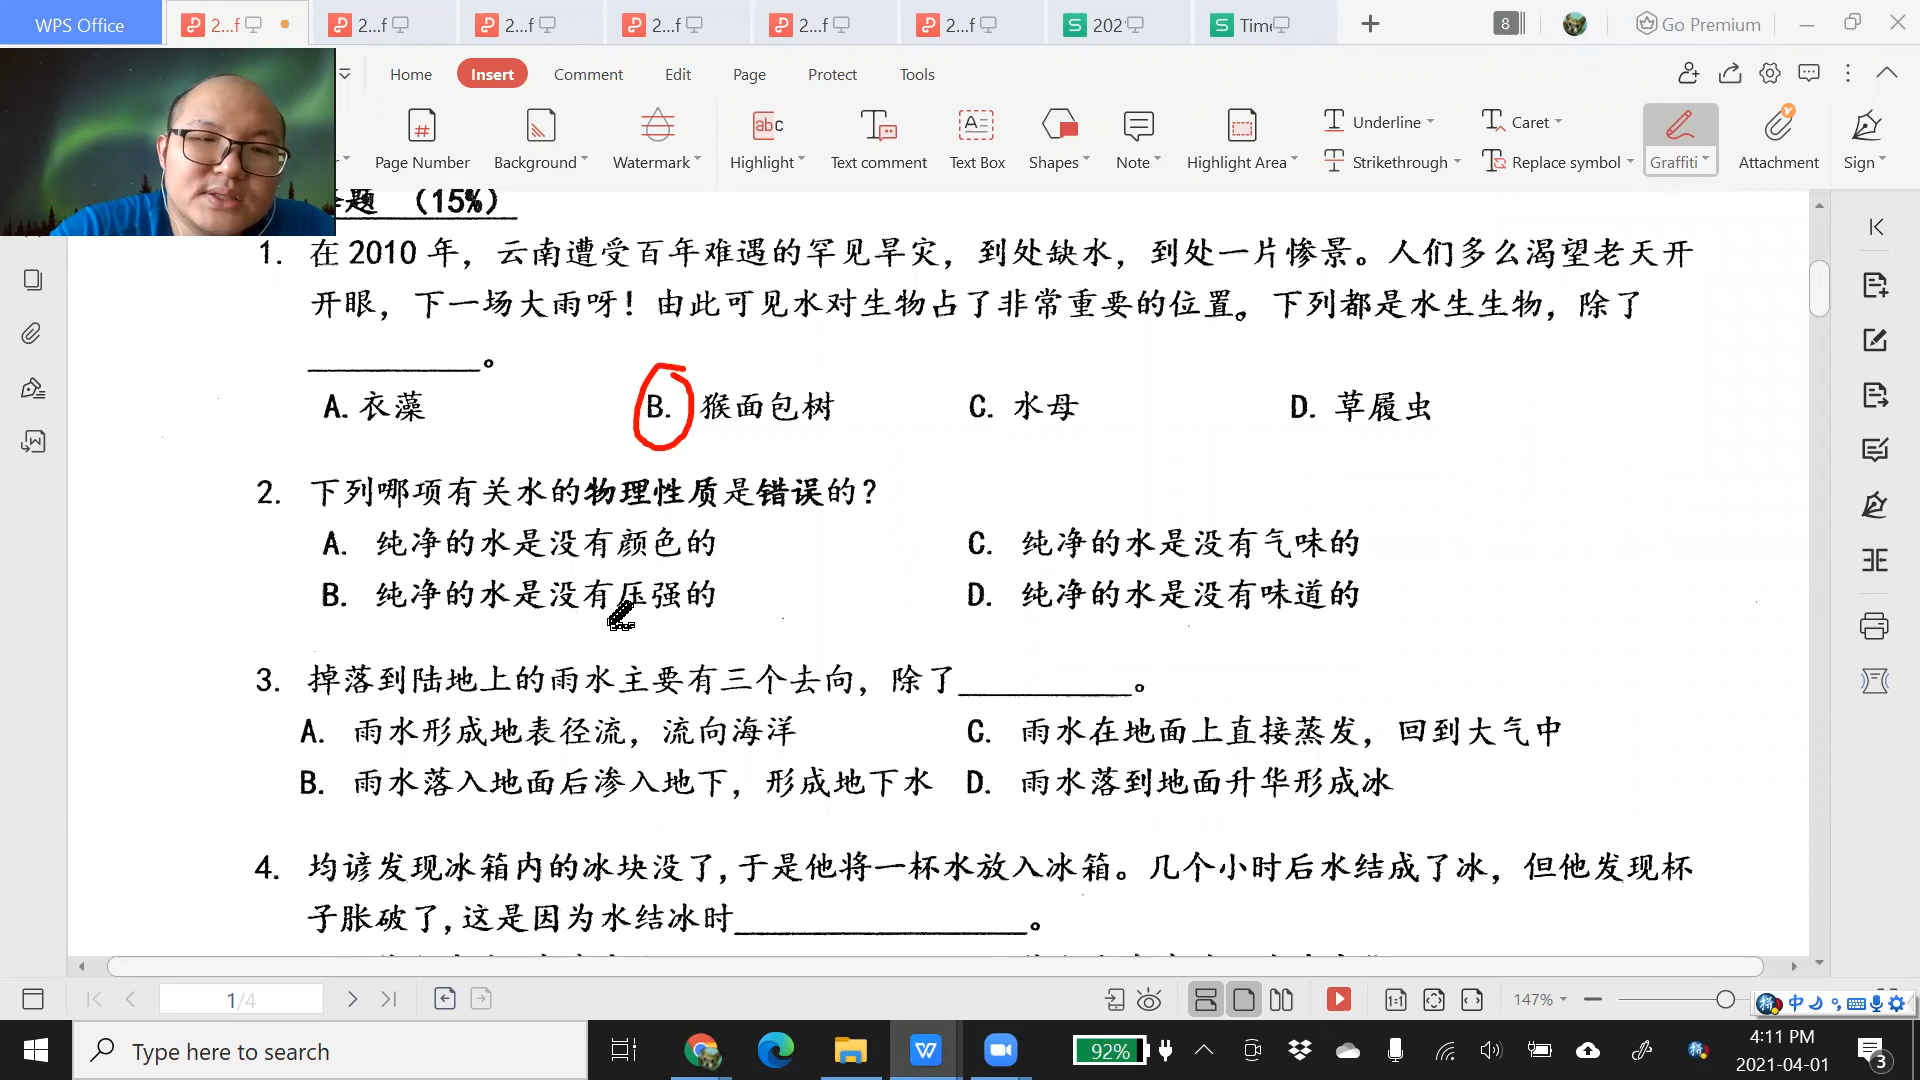 WPS Office
2...f
2...f
2...f
2...f
2...f
2...f
202
Time
8
Go Premium
Home
Insert
Comment
Edit
Page
Protect
Tools
Page Number
Background
Watermark
Highlight
Text comment
Text Box
Shapes
Note
Highlight Area
Underline
Strikethrough
Caret
Replace symbol
Graffiti
Attachment
Sign
题 (15%)
1. 在 2010 年，云南遭受百年难遇的罕见旱灾，到处缺水，到处一片惨景。人们多么渴望老天开
开眼，下一场大雨呀！由此可见水对生物占了非常重要的位置。下列都是水生生物，除了
__________。
A. 衣藻 B. 猴面包树 C. 水母 D. 草履虫
2. 下列哪项有关水的物理性质是错误的？
A. 纯净的水是没有颜色的 C. 纯净的水是没有气味的
B. 纯净的水是没有压强的 D. 纯净的水是没有味道的
3. 掉落到陆地上的雨水主要有三个去向，除了__________。
A. 雨水形成地表径流，流向海洋 C. 雨水在地面上直接蒸发，回到大气中
B. 雨水落入地面后渗入地下，形成地下水 D. 雨水落到地面升华形成冰
4. 均谚发现冰箱内的冰块没了,于是他将一杯水放入冰箱。几个小时后水结成了冰，但他发现杯
子胀破了,这是因为水结冰时_________________。
1/4
147%
中
Type here to search
92%
4:11 PM
2021-04-01
3